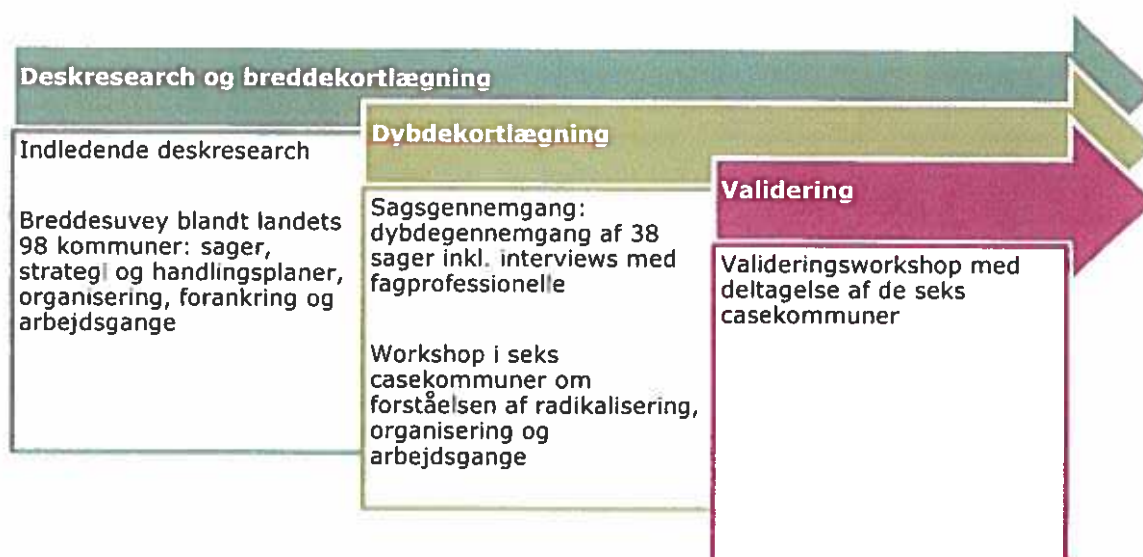 Deskresearch og breddekortlægning
Indledende deskresearch
Breddesuvey blandt landets
98 kommuner: sager,
strategi og handlingsplaner,
organisering, forankring og
arbejdsgange
Dybdekortlægning
Sagsgennemgang:
dybdegennemgang af 38
sager inkl. interviews med
fagprofessionelle
Workshop i seks
casekommuner om
forståelsen af radikalisering,
organisering og
arbejdsgange
Validering
Valideringsworkshop med
deltagelse af de seks
casekommuner